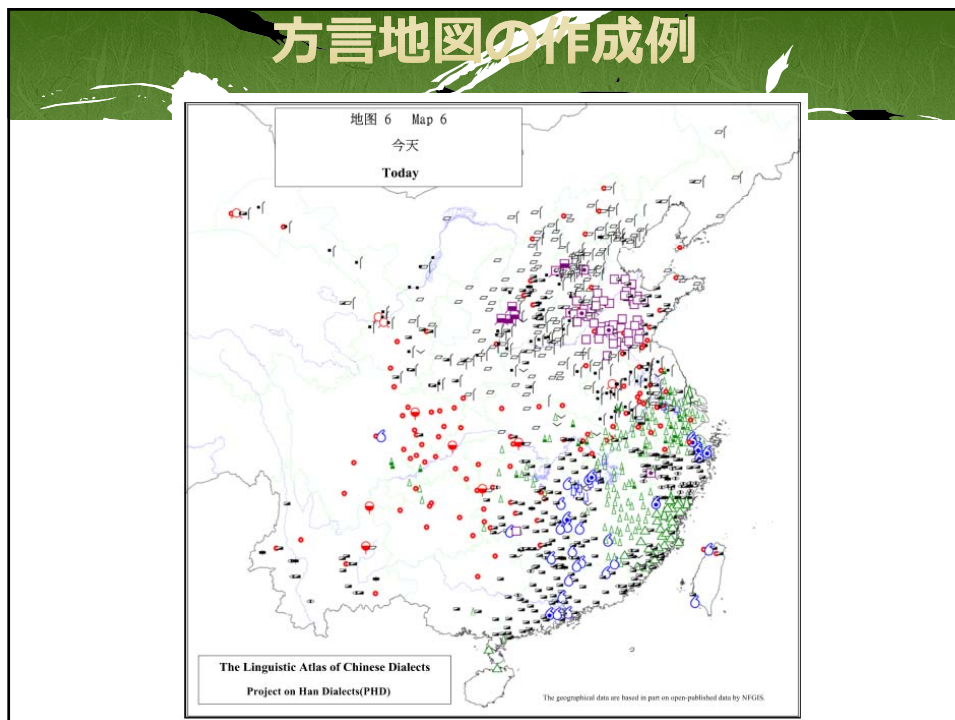 方言地図の作成例
地图 6 Map 6
今天
Today
The Linguistic Atlas of Chinese Dialects
Project on Han Dialects(PHD)
The geographical data are based in part on open-published data by NFGIS.